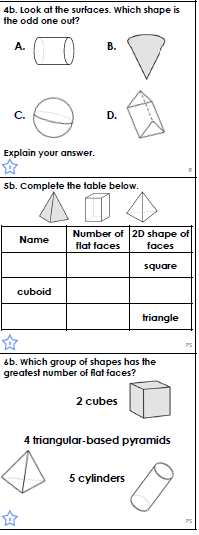 4b. Look at the surfaces. Which shape is
the odd one out?
A.
B.
C.
D.
Explain your answer.
R
5b. Complete the table below.
Name
Number of
flat faces
2D shape of
faces
square
cuboid
triangle
PS
6b. Which group of shapes has the
greatest number of flat faces?
2 cubes
4 triangular-based pyramids
5 cylinders
PS